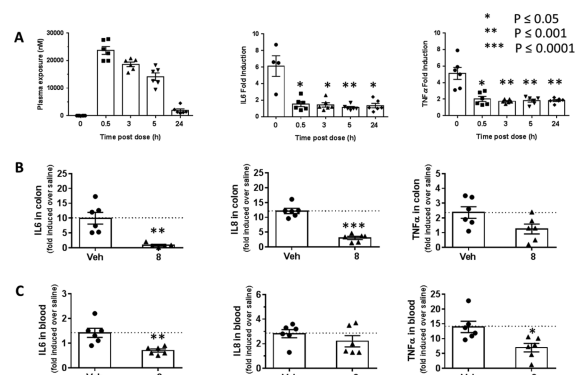 * P ≤ 0.05
** P ≤ 0.001
*** P ≤ 0.0001
A
Plasma exposure (nM)
30000
20000
10000
0
0 0.5 3 5 24
Time post dose (h)
IL6 Fold Induction
10
8
6
4
2
0
* * ** *
0 0.5 3 5 24
Time post dose (h)
TNFα Fold Induction
10
8
6
4
2
0
* ** ** **
0 0.5 3 5 24
Time post dose (h)
B
IL6 in colon
(fold induced over saline)
25
20
15
10
5
0
**
Veh 8
IL8 in colon
(fold induced over saline)
25
20
15
10
5
0
***
Veh 8
TNFα in colon
(fold induced over saline)
5
4
3
2
1
0
Veh 8
C
IL6 in blood
(fold induced over saline)
3
2
1
0
**
IL8 in blood
(fold induced over saline)
6
4
2
0
TNFα in blood
(fold induced over saline)
30
20
10
0
*